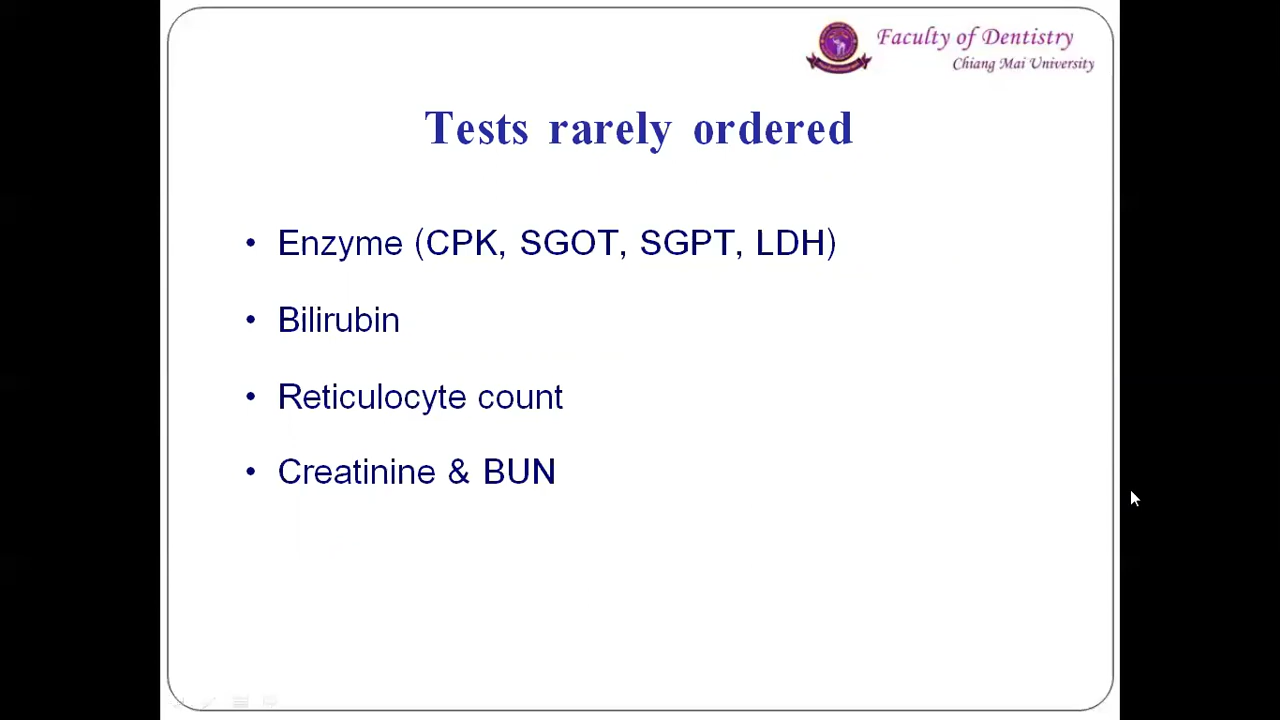 Faculty of Dentistry
Chiang Mai University
Tests rarely ordered
• Enzyme (CPK, SGOT, SGPT, LDH)
• Bilirubin
• Reticulocyte count
• Creatinine & BUN